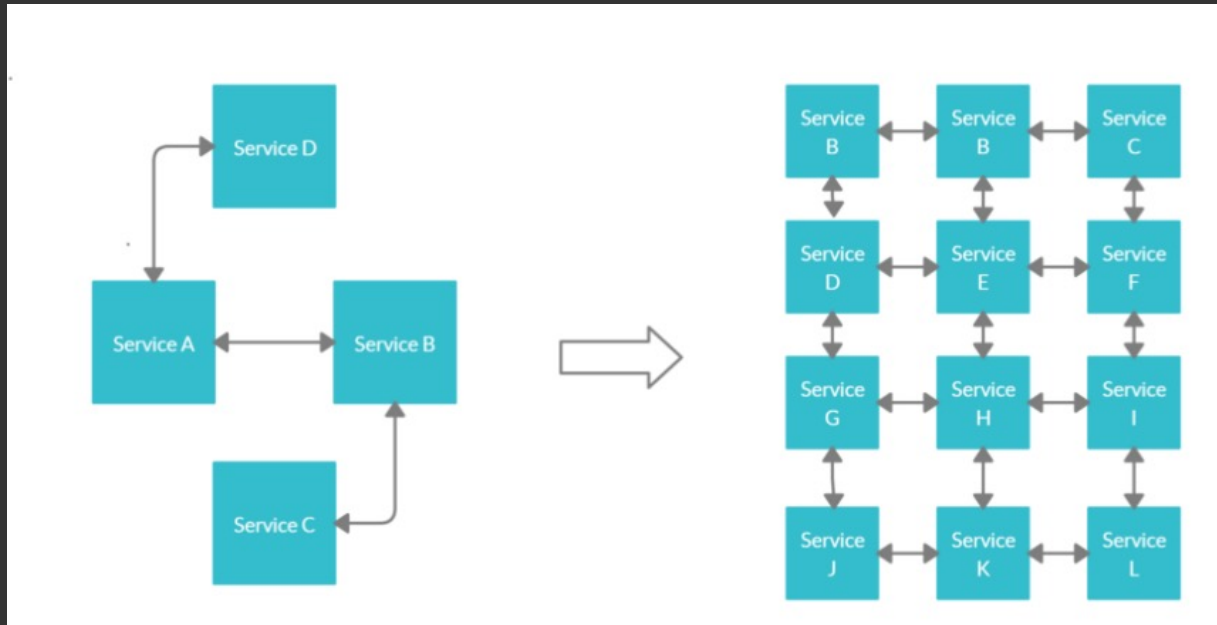 Service D
Service A
Service B
Service C
Service
B
Service
B
Service
C
Service
D
Service
E
Service
F
Service
G
Service
H
Service
I
Service
J
Service
K
Service
L